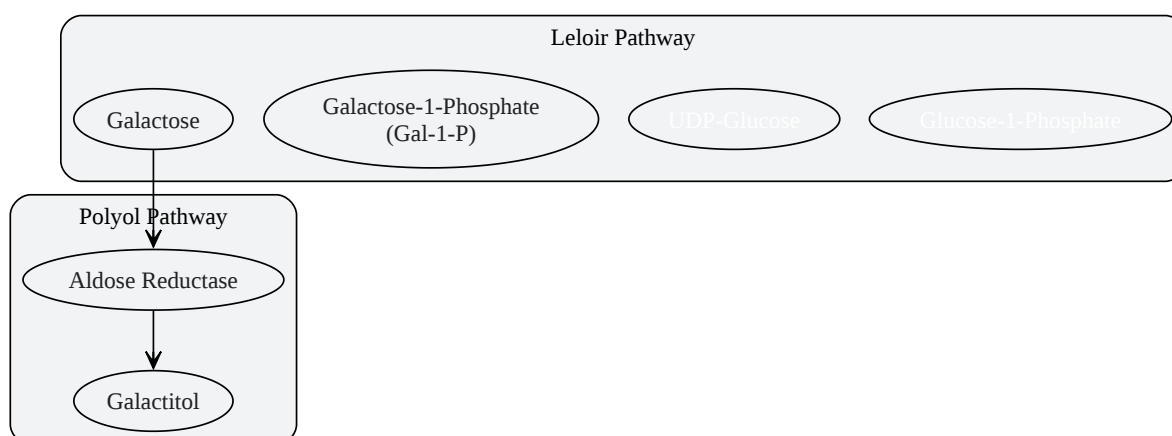 Leloir Pathway
Galactose
Galactose-1-Phosphate
(Gal-1-P)
UDP-Glucose
Glucose-1-Phosphate
Polyol Pathway
Aldose Reductase
Galactitol